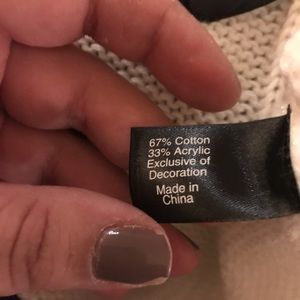 67% Cotton
33% Acrylic
Exclusive of
Decoration
Made in
China